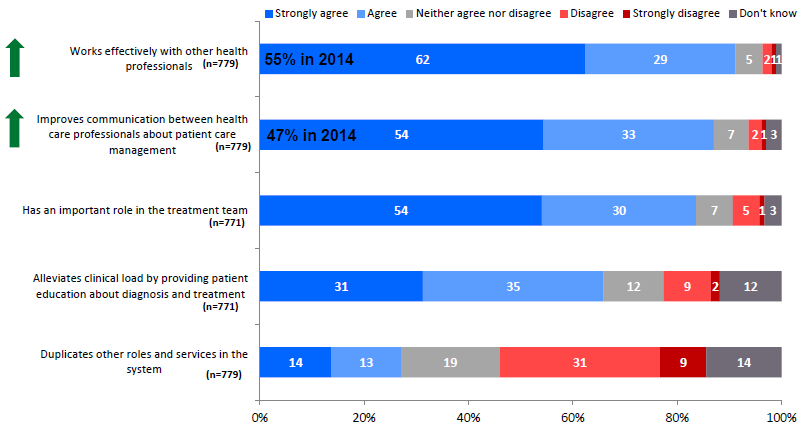 Strongly agree Agree Neither agree nor disagree Disagree Strongly disagree Don't know
Works effectively with other health
professionals (n=779)
55% in 2014
62 29 5 2 1 1
Improves communication between health
care professionals about patient care
management (n=779)
47% in 2014
54 33 7 2 1 3
Has an important role in the treatment team
(n=771)
54 30 7 5 1 3
Alleviates clinical load by providing patient
education about diagnosis and treatment
(n=771)
31 35 12 9 2 12
Duplicates other roles and services in the
system (n=779)
14 13 19 31 9 14
0% 20% 40% 60% 80% 100%